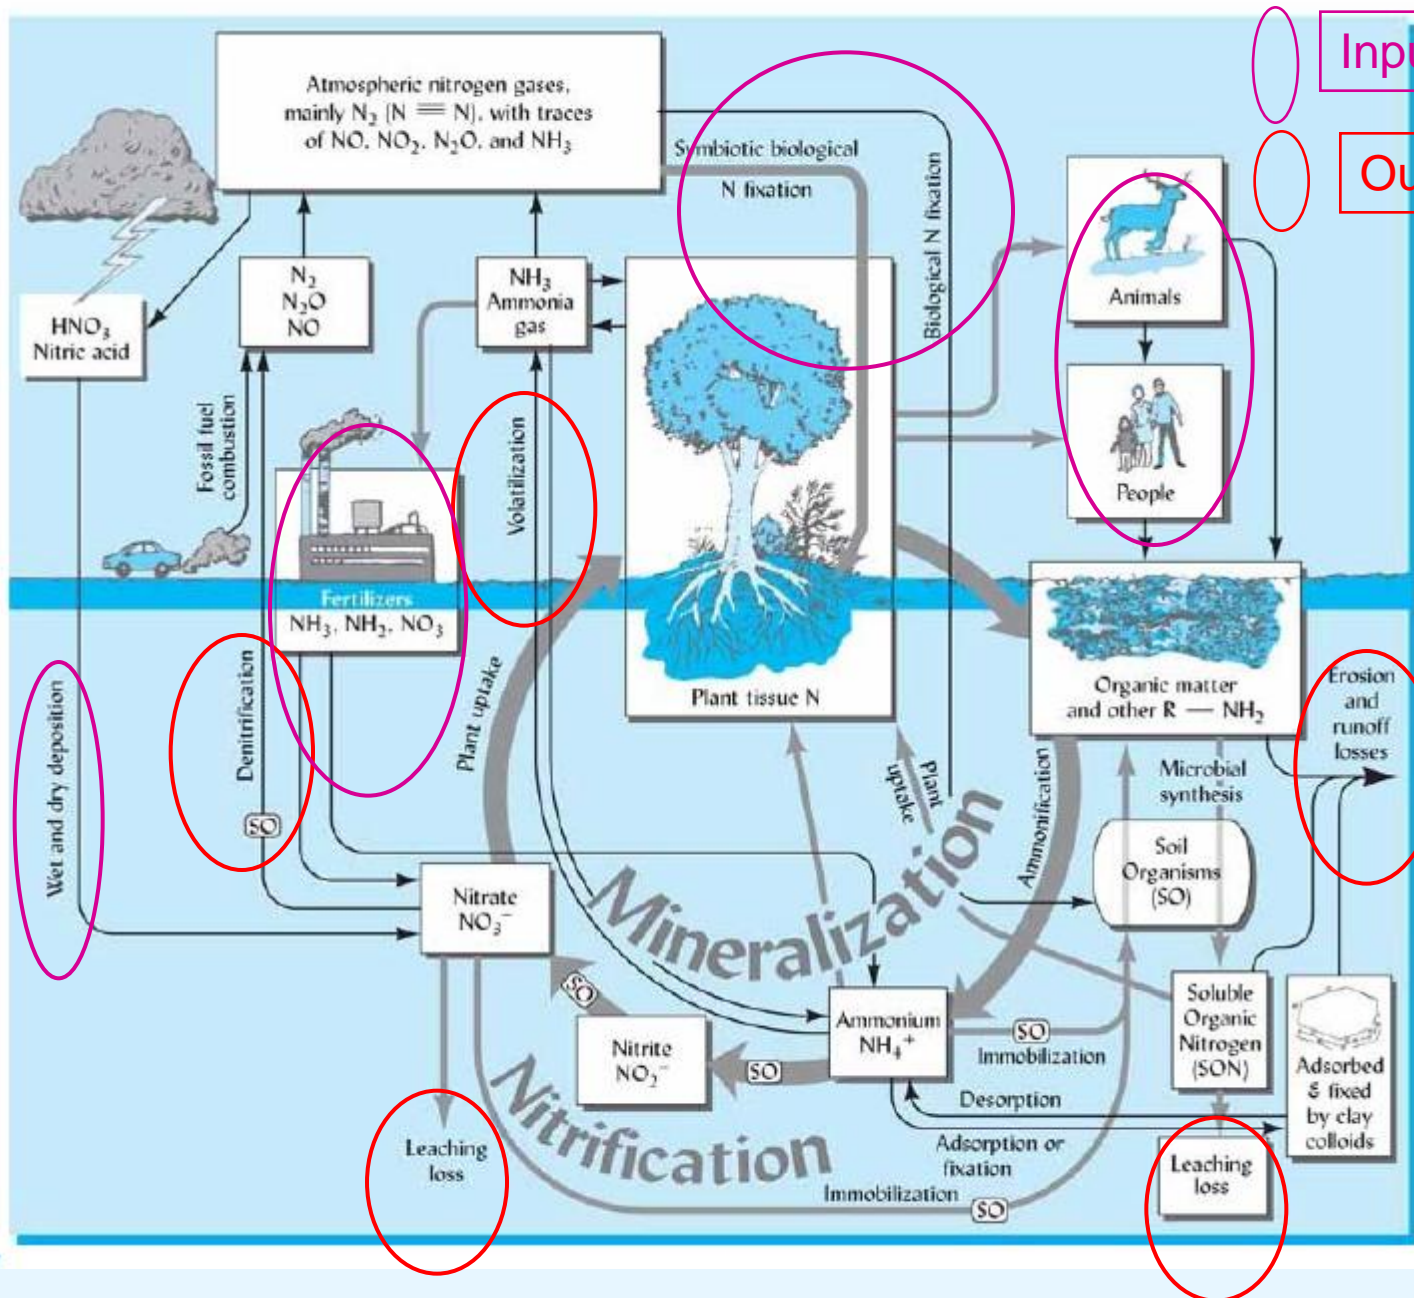 Atmospheric nitrogen gases,
mainly N₂ (N ≡ N), with traces
of NO, NO₂, N₂O, and NH₃
Inpu
Ou
Symbiotic biological
N fixation
Biological N fixation
Animals
People
HNO₃
Nitric acid
N₂
N₂O
NO
NH₃
Ammonia
gas
Fossil fuel
combustion
Volatilization
Fertilizers
NH₃, NH₂, NO₃
Plant tissue N
Organic matter
and other R — NH₂
Erosion
and
runoff
losses
Wet and dry deposition
Denitrification
SO
Plant uptake
Plant
uptake
Ammonification
Microbial
synthesis
Soil
Organisms
(SO)
Mineralization
Nitrate
NO₃⁻
SO
Nitrite
NO₂⁻
SO
Ammonium
NH₄⁺
SO
Immobilization
Soluble
Organic
Nitrogen
(SON)
Adsorbed
& fixed
by clay
colloids
Desorption
Adsorption or
fixation
Nitrification
Immobilization
SO
Leaching
loss
Leaching
loss